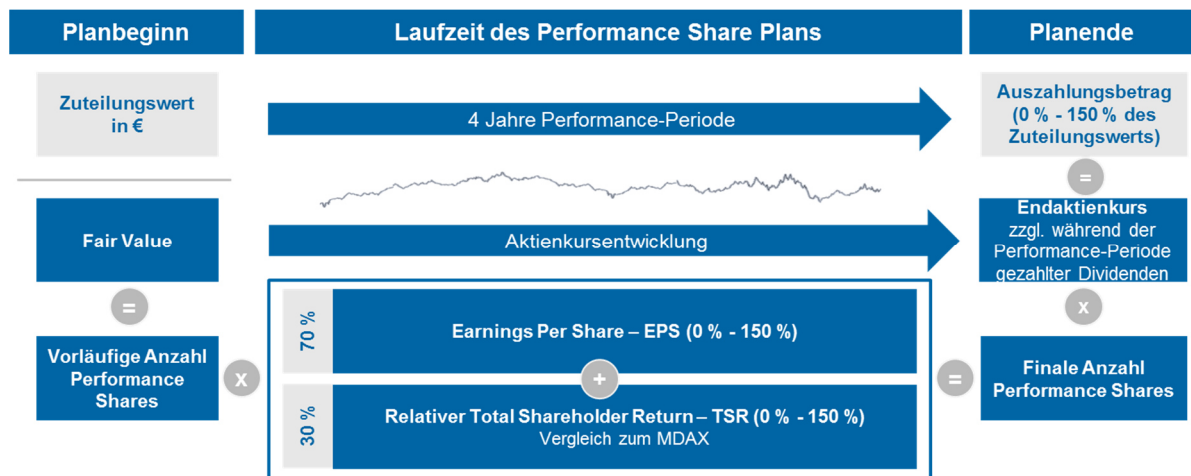 Planbeginn
Laufzeit des Performance Share Plans
Planende
Zuteilungswert
in €
4 Jahre Performance-Periode
Auszahlungsbetrag
(0 % - 150 % des
Zuteilungswerts)
=
Fair Value
Aktienkursentwicklung
Endaktienkurs
zzgl. während der
Performance-Periode
gezahlter Dividenden
=
x
70 %
Earnings Per Share – EPS (0 % - 150 %)
Vorläufige Anzahl
Performance
Shares
x
+
=
Finale Anzahl
Performance Shares
30 %
Relativer Total Shareholder Return – TSR (0 % - 150 %)
Vergleich zum MDAX